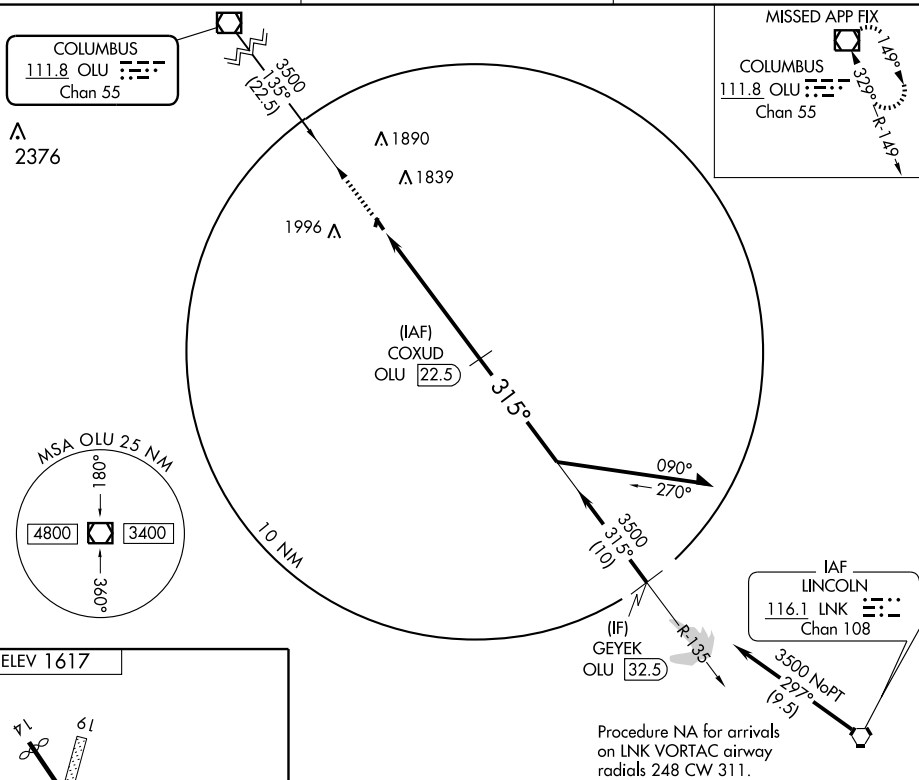 COLUMBUS
111.8 OLU
Chan 55
2376
3500
135°
(22.5)
1890
1839
1996
MISSED APP FIX
COLUMBUS
111.8 OLU
Chan 55
149°
329°
R-149
(IAF)
COXUD
OLU 22.5
315°
090°
270°
3500
315°
(10)
MSA OLU 25 NM
180°
4800
3400
360°
10 NM
(IF)
GEYEK
OLU 32.5
R-135
IAF
LINCOLN
116.1 LNK
Chan 108
3500 NoPT
297°
(9.5)
Procedure NA for arrivals
on LNK VORTAC airway
radials 248 CW 311.
ELEV 1617
14
19